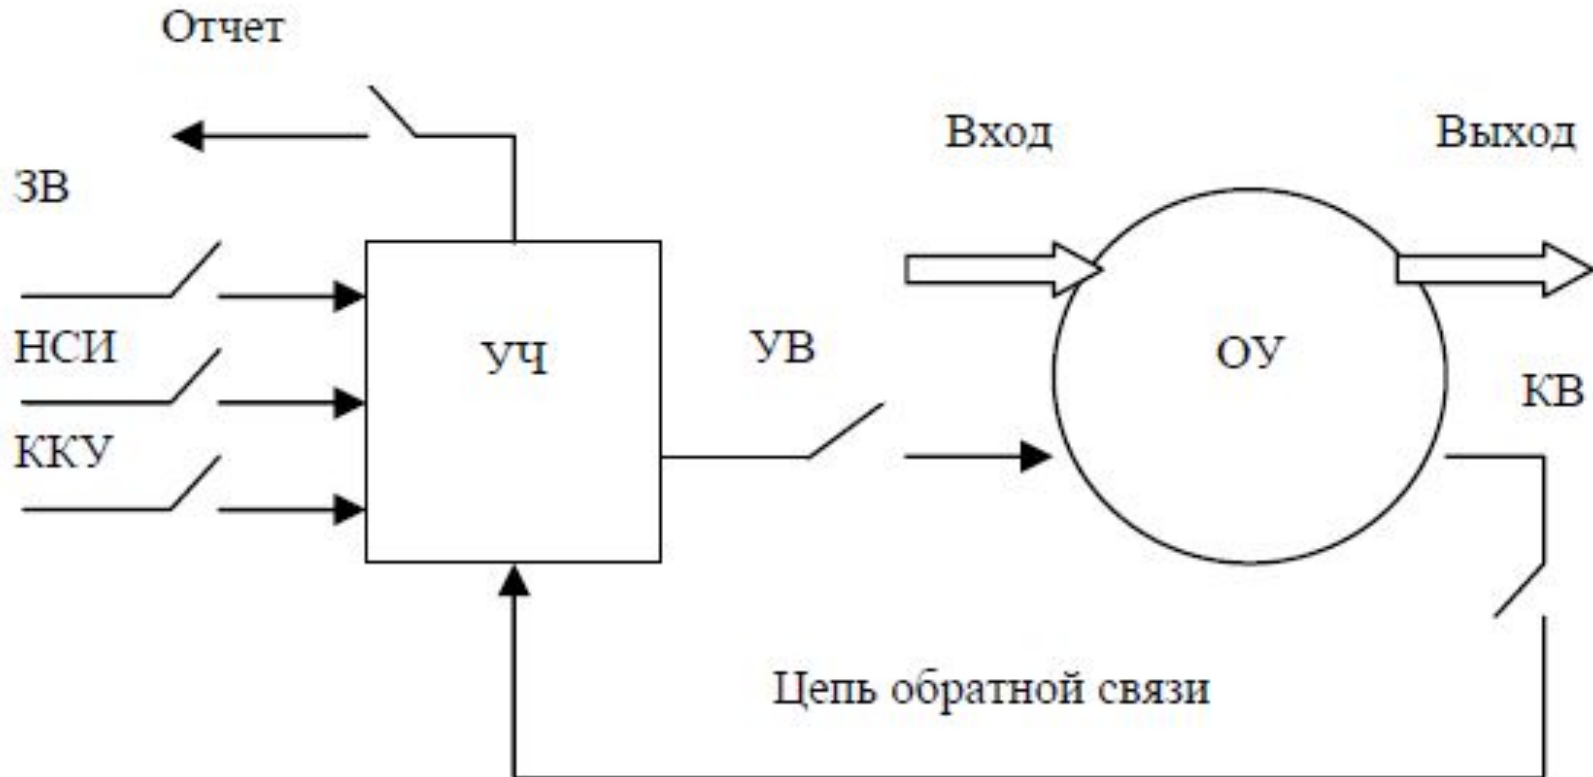 Отчет
Вход
Выход
ЗВ
НСИ
УЧ
УВ
ОУ
КВ
ККУ
Цепь обратной связи